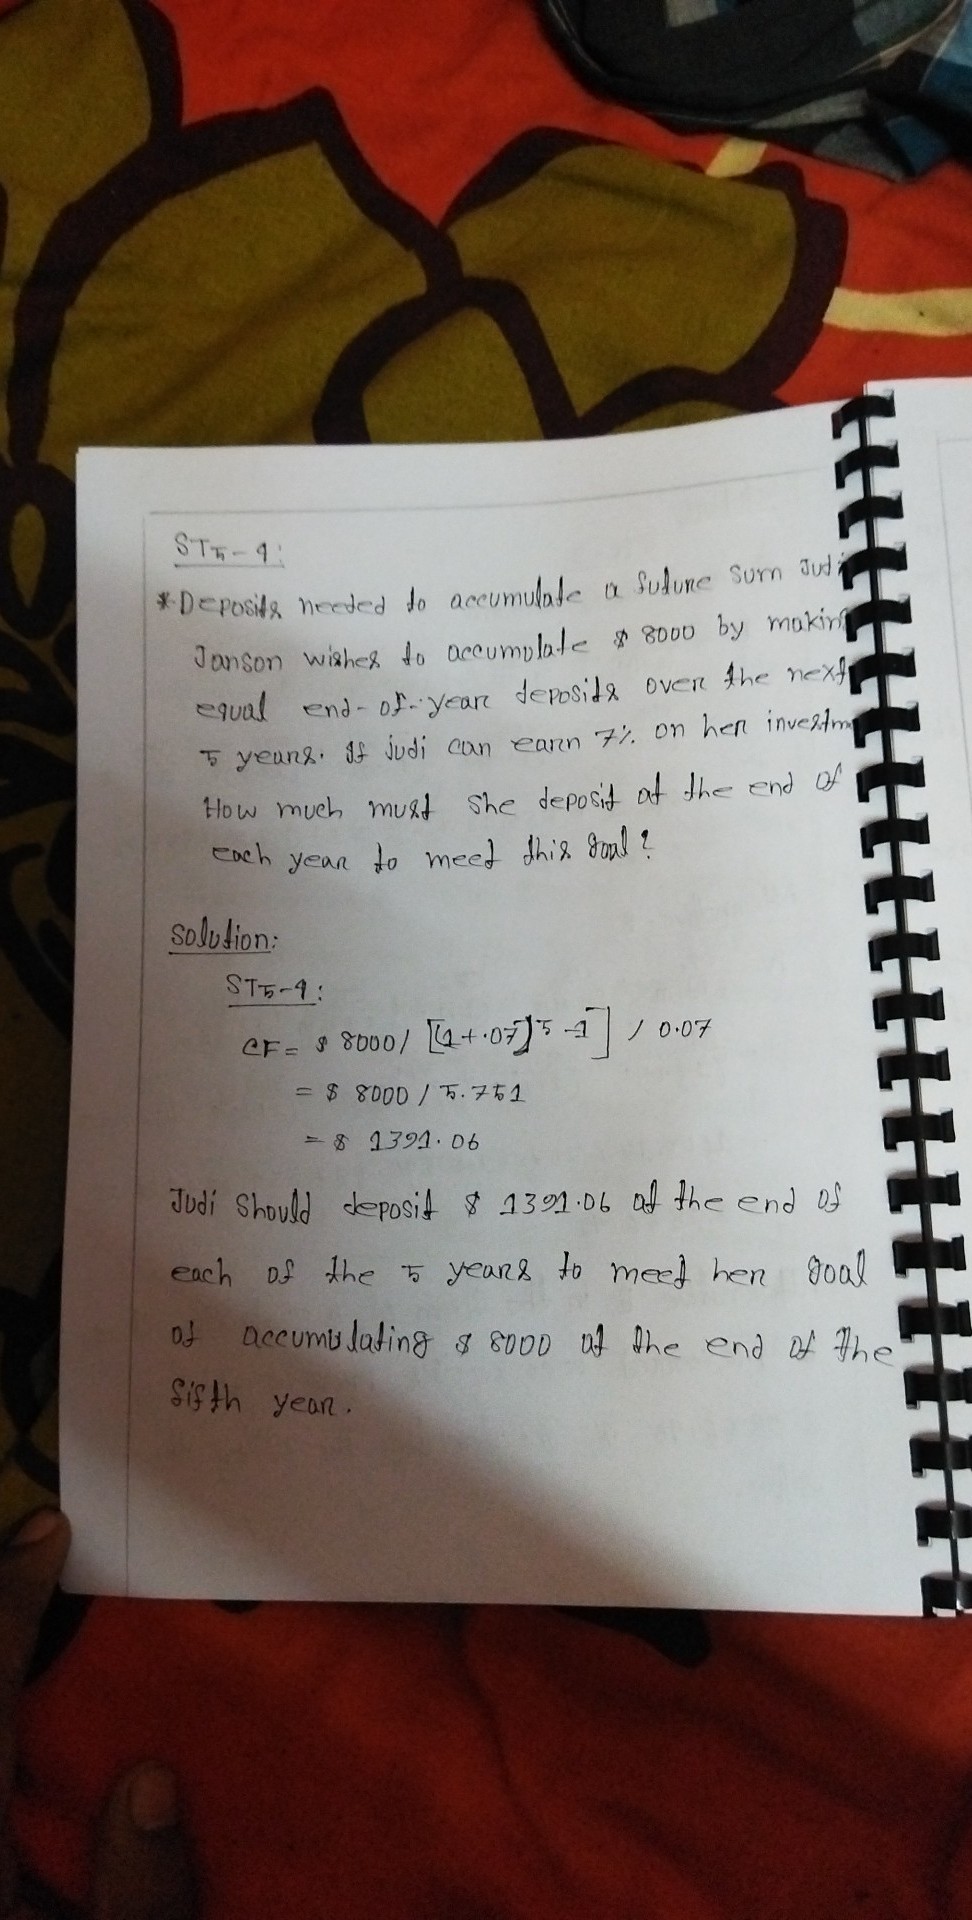 ST5-4:
* Deposits needed to accumulate a future sum Judi
Janson wishes to accumulate $ 8000 by making
equal end-of-year deposits over the next
5 years. If judi can earn 7% on her investm
How much must she deposit at the end of
each year to meet this goal?
Solution:
ST5-4:
CF = $ 8000 / [(1+.07)5 -1] / 0.07
= $ 8000 / 5.751
= $ 1391.06
Judi Should deposit $ 1391.06 at the end of
each of the 5 years to meet her goal
of accumulating $ 8000 at the end of the
fifth year.